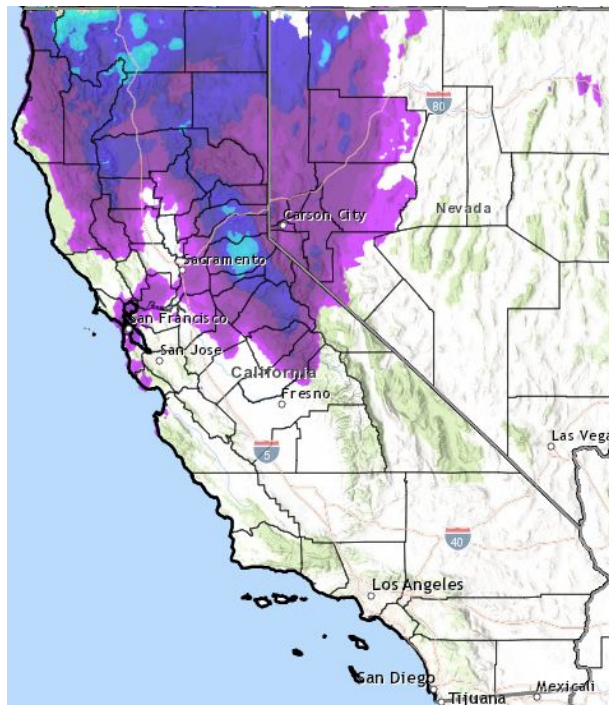 80
Nevada
Carson City
Sacramento
San Francisco
San Jose
California
Fresno
Las Vega
5
40
Los Angeles
San Diego
Mexicali
Tijuana